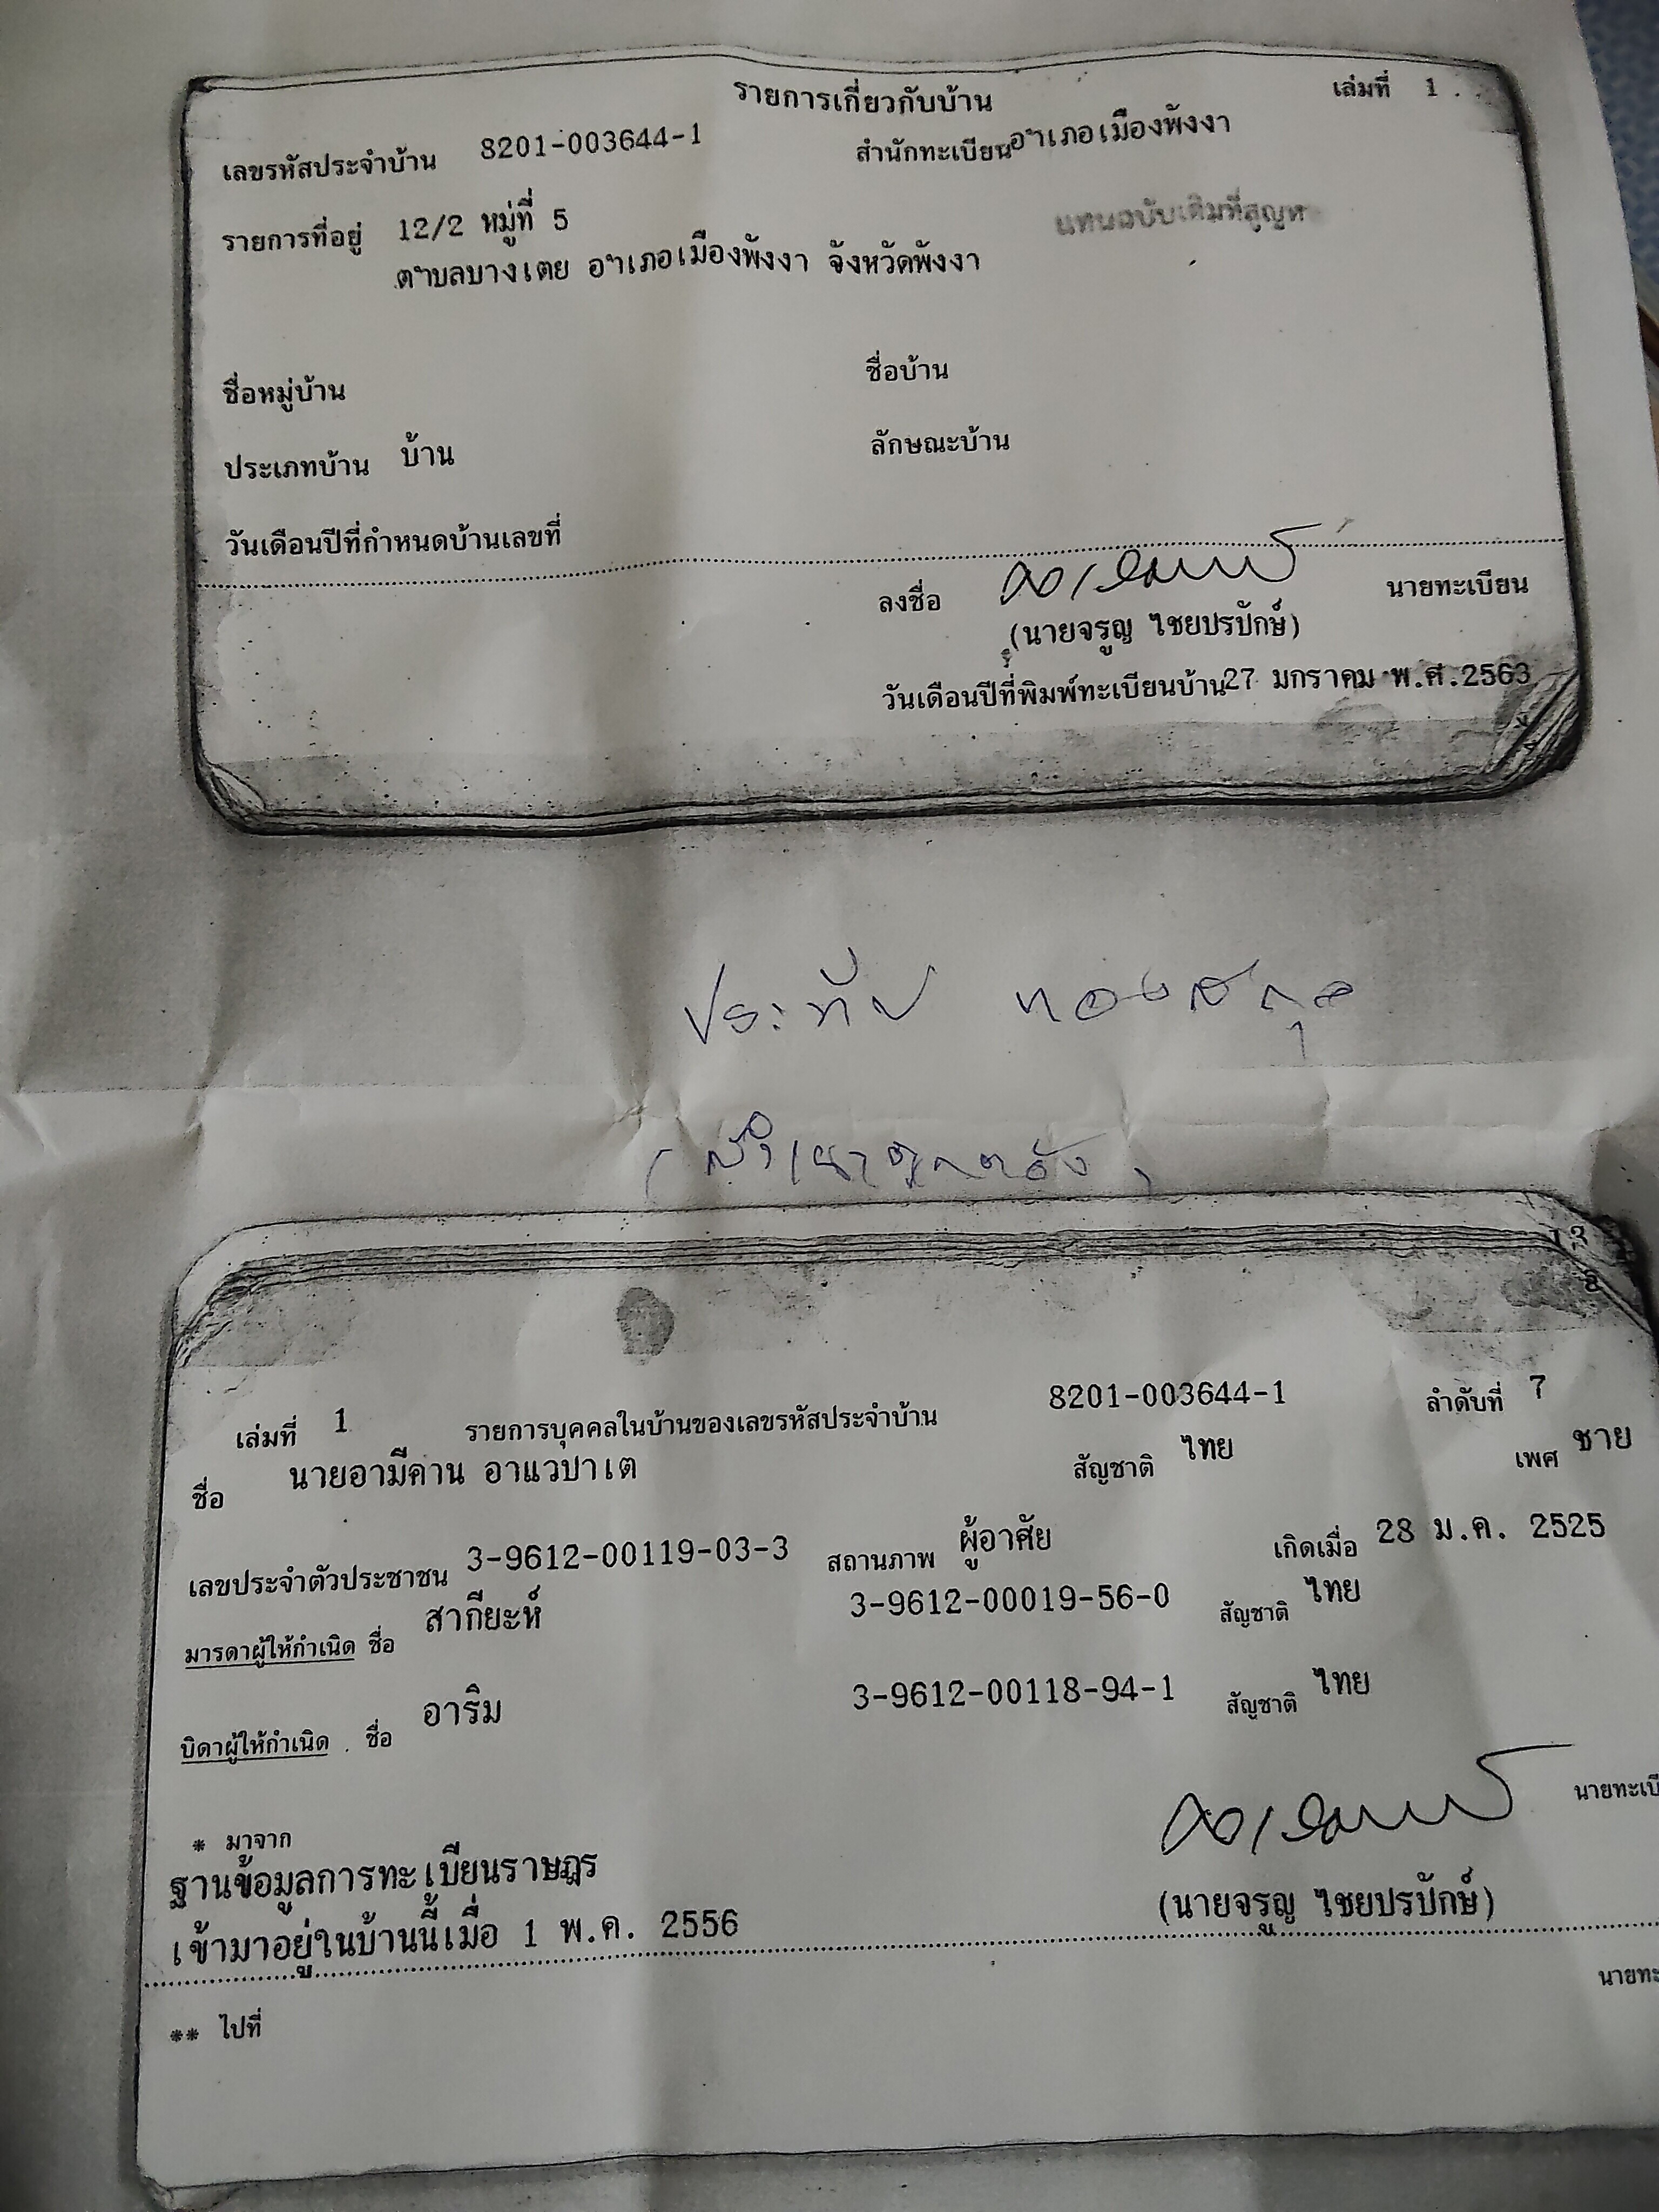 รายการเกี่ยวกับบ้าน เล่มที่ 1
เลขรหัสประจำบ้าน 8201-003644-1 สำนักทะเบียน อำเภอเมืองพังงา
แทนฉบับเดิมที่สูญหาย
รายการที่อยู่ 12/2 หมู่ที่ 5
ตำบลบางเตย อำเภอเมืองพังงา จังหวัดพังงา
ชื่อหมู่บ้าน ชื่อบ้าน
ประเภทบ้าน บ้าน ลักษณะบ้าน
วันเดือนปีที่กำหนดบ้านเลขที่
ลงชื่อ นายทะเบียน
(นายจรูญ ไชยปรปักษ์)
วันเดือนปีที่พิมพ์ทะเบียนบ้าน 27 มกราคม พ.ศ.2563
ประทีป ทองสกุล
(สำเนาถูกต้อง)
เล่มที่ 1 รายการบุคคลในบ้านของเลขรหัสประจำบ้าน 8201-003644-1 ลำดับที่ 7
ชื่อ นายอามีคาน อาแวปาเต สัญชาติ ไทย เพศ ชาย
เลขประจำตัวประชาชน 3-9612-00119-03-3 สถานภาพ ผู้อาศัย เกิดเมื่อ 28 ม.ค. 2525
มารดาผู้ให้กำเนิด ชื่อ สากียะห์ 3-9612-00019-56-0 สัญชาติ ไทย
บิดาผู้ให้กำเนิด ชื่อ อาริม 3-9612-00118-94-1 สัญชาติ ไทย
* มาจาก
ฐานข้อมูลการทะเบียนราษฎร
เข้ามาอยู่ในบ้านนี้เมื่อ 1 พ.ค. 2556
(นายจรูญ ไชยปรปักษ์)
** ไปที่